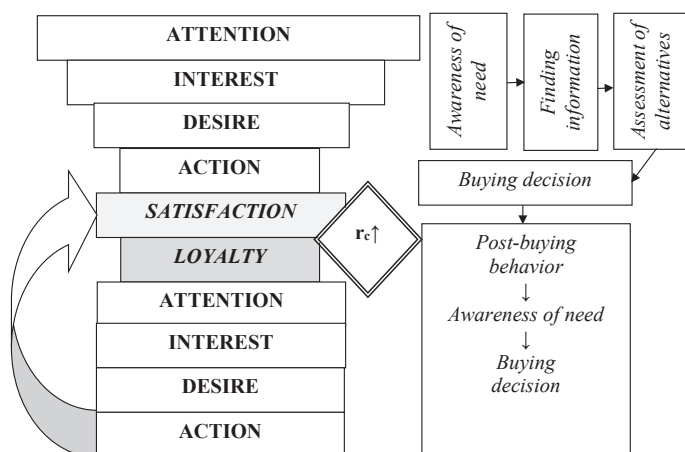 ATTENTION
INTEREST
DESIRE
ACTION
SATISFACTION
LOYALTY
ATTENTION
INTEREST
DESIRE
ACTION
rc↑
Awareness of
need
Finding
information
Assessment of
alternatives
Buying decision
Post-buying
behavior
↓
Awareness of need
↓
Buying
decision